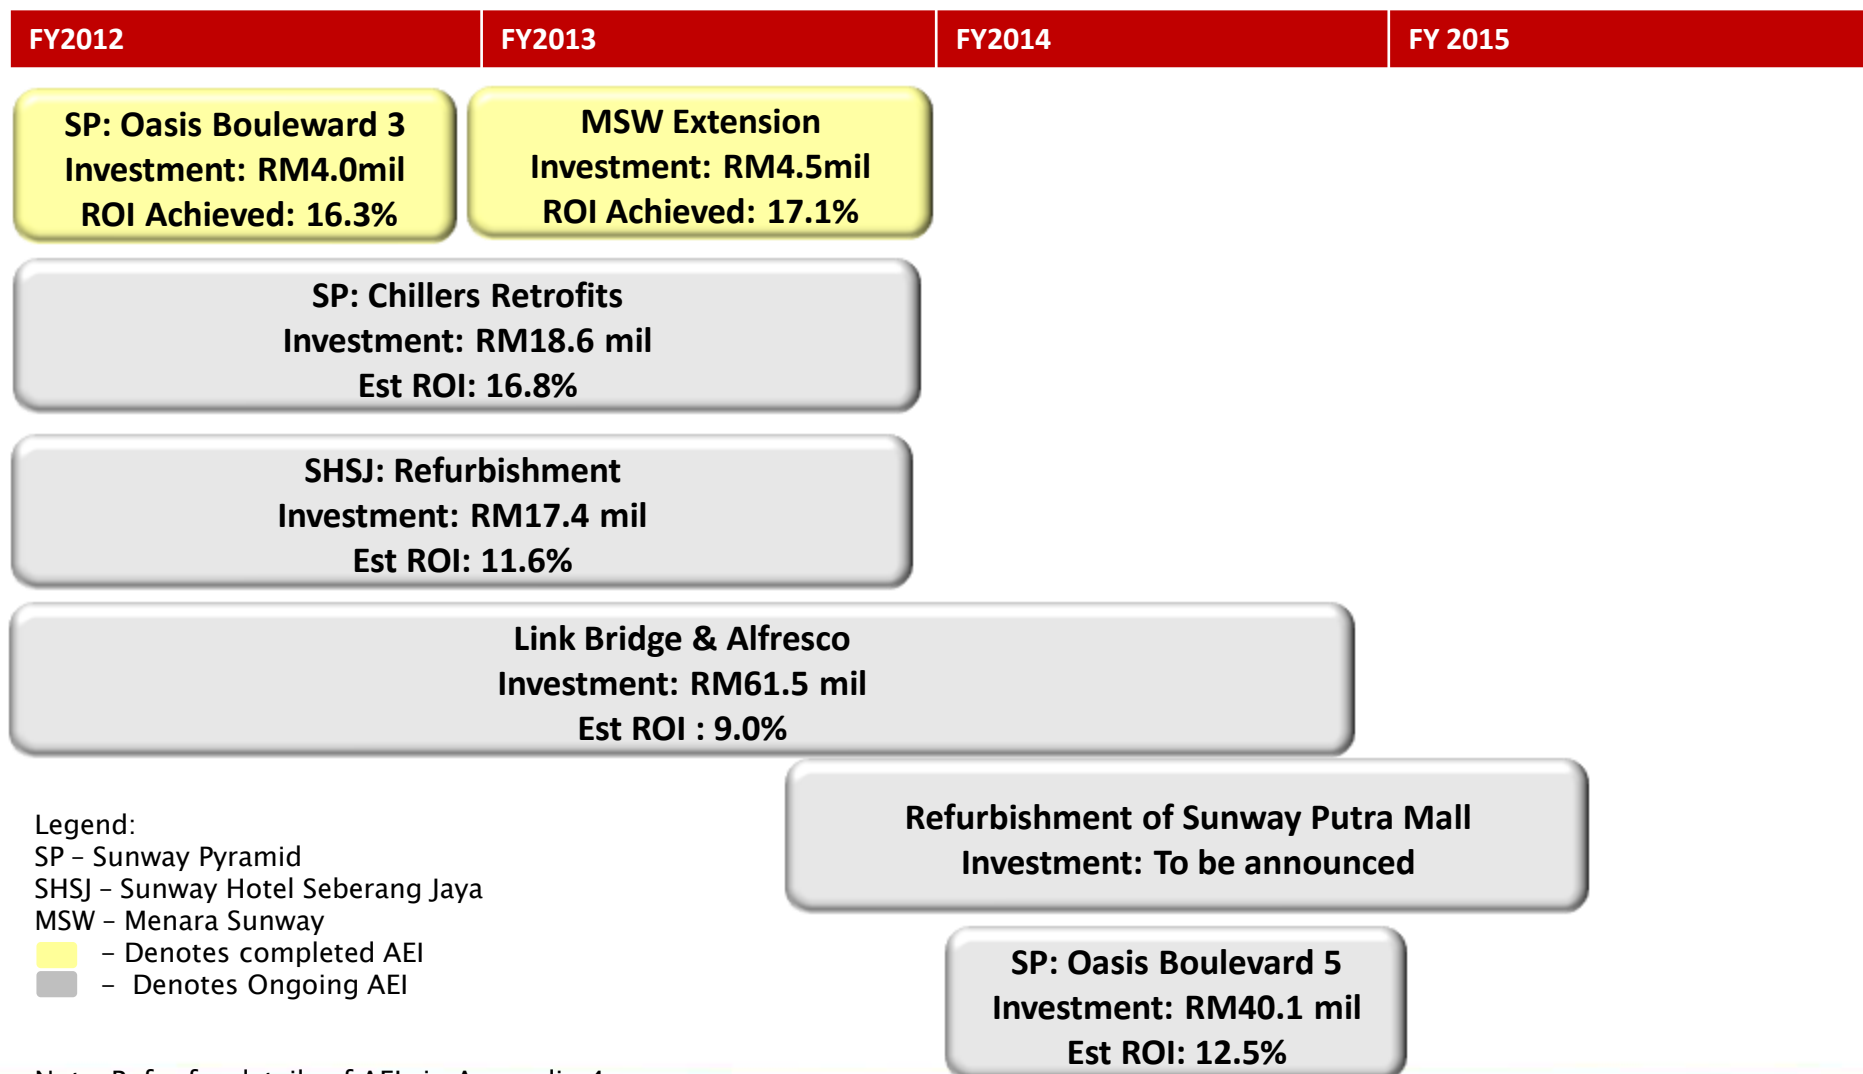 FY2012
FY2013
FY2014
FY 2015
SP: Oasis Bouleward 3
Investment: RM4.0mil
ROI Achieved: 16.3%
MSW Extension
Investment: RM4.5mil
ROI Achieved: 17.1%
SP: Chillers Retrofits
Investment: RM18.6 mil
Est ROI: 16.8%
SHSJ: Refurbishment
Investment: RM17.4 mil
Est ROI: 11.6%
Link Bridge & Alfresco
Investment: RM61.5 mil
Est ROI : 9.0%
Refurbishment of Sunway Putra Mall
Investment: To be announced
SP: Oasis Boulevard 5
Investment: RM40.1 mil
Est ROI: 12.5%
Legend:
SP – Sunway Pyramid
SHSJ – Sunway Hotel Seberang Jaya
MSW – Menara Sunway
– Denotes completed AEI
– Denotes Ongoing AEI